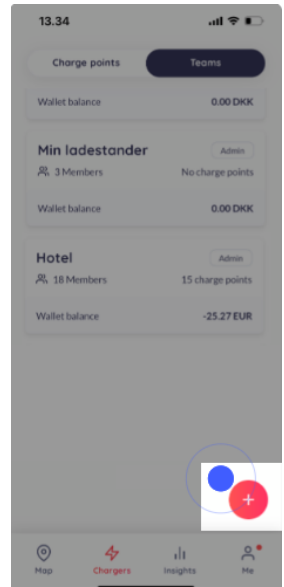 13.34
Charge points Teams
Wallet balance 0.00 DKK
Min ladestander Admin
3 Members No charge points
Wallet balance 0.00 DKK
Hotel Admin
18 Members 15 charge points
Wallet balance -25.27 EUR
+
Map Chargers Insights Me